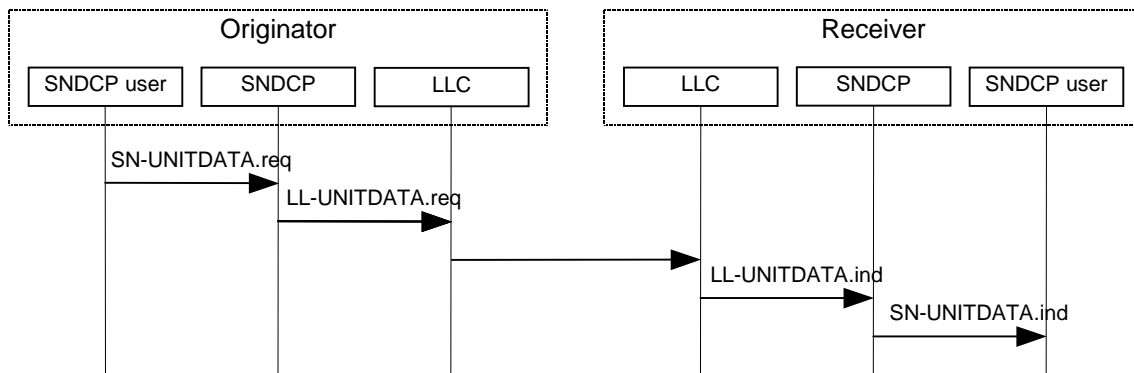 Originator
Receiver
SNDCP user
SNDCP
LLC
LLC
SNDCP
SNDCP user
SN-UNITDATA.req
LL-UNITDATA.req
LL-UNITDATA.ind
SN-UNITDATA.ind